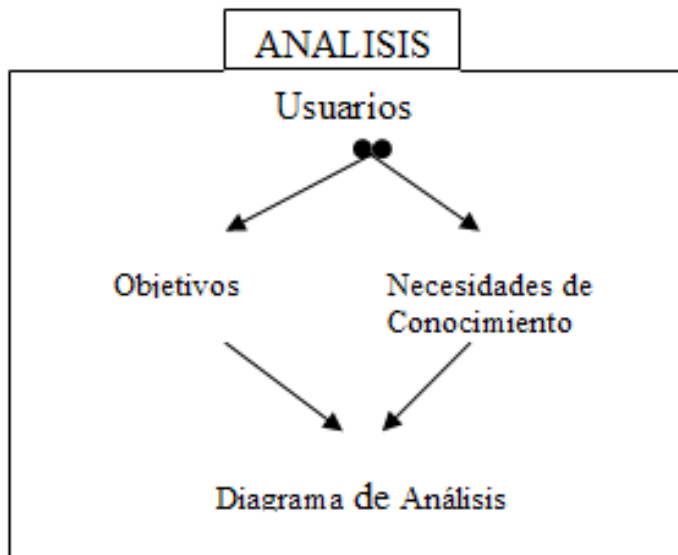 ANALISIS
Usuarios
Objetivos
Necesidades de
Conocimiento
Diagrama de Análisis